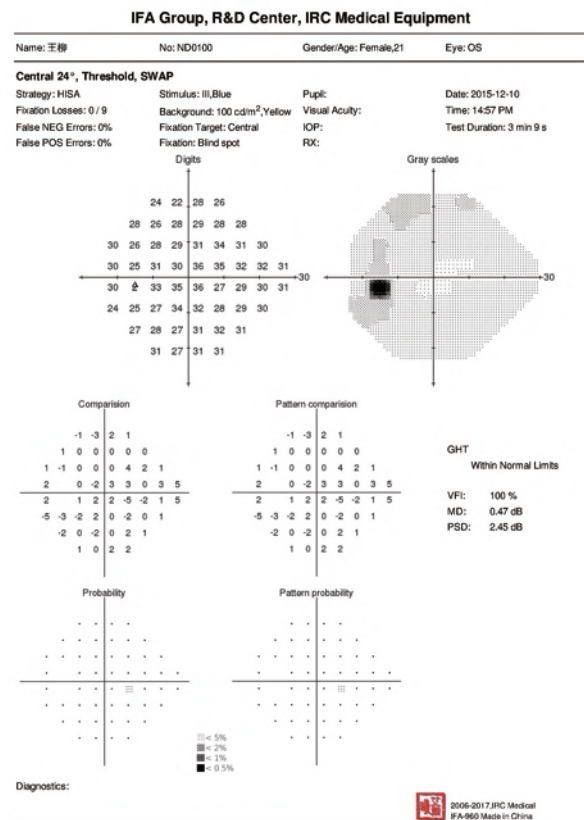 IFA Group, R&D Center, IRC Medical Equipment
Name: 王柳 No: ND0100 Gender/Age: Female,21 Eye: OS
Central 24°, Threshold, SWAP
Strategy: HISA Stimulus: III,Blue Pupil: Date: 2015-12-10
Fixation Losses: 0 / 9 Background: 100 cd/m²,Yellow Visual Acuity: Time: 14:57 PM
False NEG Errors: 0% Fixation Target: Central IOP: Test Duration: 3 min 9 s
False POS Errors: 0% Fixation: Blind spot RX:
Digits Gray scales
24 22 28 26
28 26 28 29 28 28
30 26 28 29 31 34 31 30
30 25 31 30 36 35 32 32 31
30 30
30 2 33 35 36 27 29 30 31
24 25 27 34 32 28 29 30
27 28 27 31 32 31
31 27 31 31
Comparision Pattern comparision
-1 -3 2 1 -1 -3 2 1
1 0 0 0 0 0 1 0 0 0 0 0
1 -1 0 0 0 4 2 1 1 -1 0 0 0 4 2 1
2 0 -2 3 3 0 3 5 2 0 -2 3 3 0 3 5
2 1 2 2 -5 -2 1 5 2 1 2 2 -5 -2 1 5
-5 -3 -2 2 0 -2 0 1 -5 -3 -2 2 0 -2 0 1
-2 0 -2 0 2 1 -2 0 -2 0 2 1
1 0 2 2 1 0 2 2
GHT
Within Normal Limits
VFI: 100 %
MD: 0.47 dB
PSD: 2.45 dB
Probability Pattern probability
< 5%
< 2%
< 1%
< 0.5%
Diagnostics:
2006-2017,IRC Medical
IFA-960 Made in China